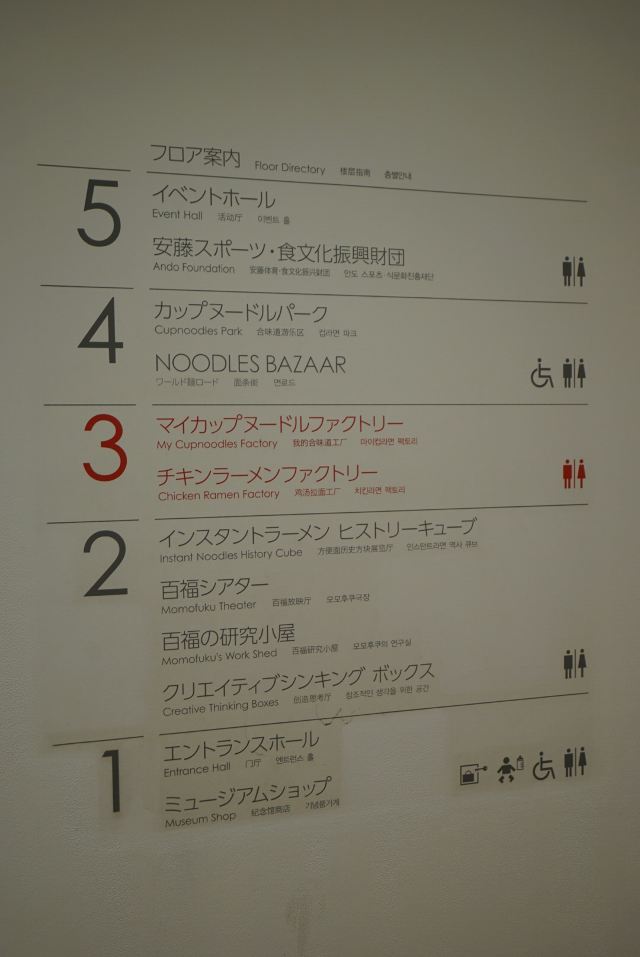 フロア案内 Floor Directory 楼层指南 층별안내
5
イベントホール
Event Hall 活动厅 이벤트 홀
安藤スポーツ・食文化振興財団
Ando Foundation 安藤体育·食文化振兴财团 안도 스포츠·식문화진흥재단
4
カップヌードルパーク
Cupnoodles Park 合味道游乐区 컵라면 파크
NOODLES BAZAAR
ワールド麺ロード 面条街 면로드
3
マイカップヌードルファクトリー
My Cupnoodles Factory 我的合味道工厂 마이컵라면 팩토리
チキンラーメンファクトリー
Chicken Ramen Factory 鸡汤拉面工厂 치킨라면 팩토리
2
インスタントラーメン ヒストリーキューブ
Instant Noodles History Cube 方便面历史方块展览厅 인스턴트라면 역사 큐브
百福シアター
Momofuku Theater 百福放映厅 모모후쿠극장
百福の研究小屋
Momofuku's Work Shed 百福研究小屋 모모후쿠의 연구실
クリエイティブシンキング ボックス
Creative Thinking Boxes 创造思考厅 창조적인 생각을 위한 공간
1
エントランスホール
Entrance Hall 门厅 엔트런스 홀
ミュージアムショップ
Museum Shop 紀念馆商店 기념품가게